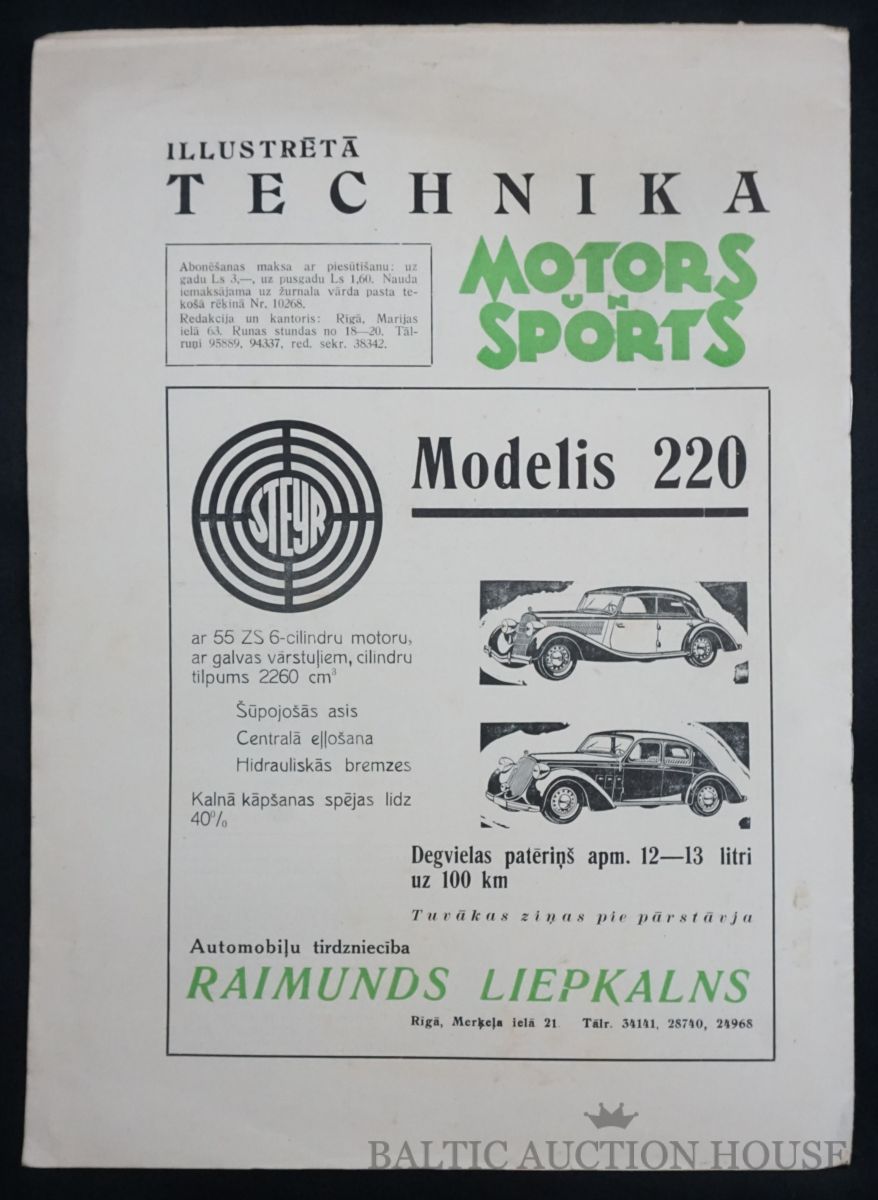 ILLUSTRĒTĀ
TECHNIKA
Abonēšanas maksa ar piesūtīšanu: uz
gadu Ls 3,—, uz pusgadu Ls 1,60. Nauda
iemaksājama uz žurnala vārda pasta te-
košā rēķinā Nr. 10268.
Redakcija un kantoris: Rīgā, Marijas
ielā 63. Runas stundas no 18—20. Tāl-
ruņi 95889, 94337, red. sekr. 38342.
MOTORS
UN
SPORTS
STEYR
Modelis 220
ar 55 ZS 6-cilindru motoru,
ar galvas vārstuļiem, cilindru
tilpums 2260 cm³
Šūpojošās asis
Centralā eļļošana
Hidrauliskās bremzes
Kalnā kāpšanas spējas līdz
40%
Degvielas patēriņš apm. 12—13 litri
uz 100 km
Tuvākas ziņas pie pārstāvja
Automobiļu tirdzniecība
RAIMUNDS LIEPKALNS
Rīgā, Merķeļa ielā 21. Tālr. 34141, 28740, 24968
BALTIC AUCTION HOUSE